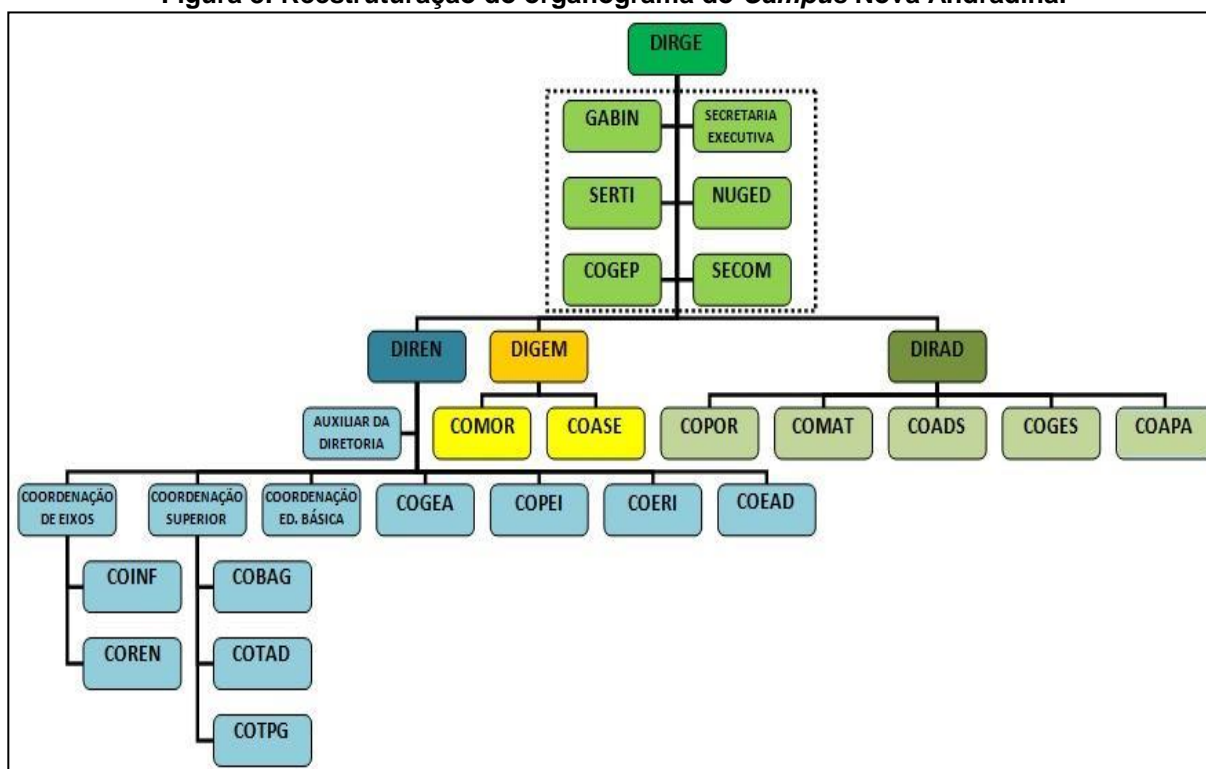 Figura 3. Reestruturação do organograma do Campus Nova Andradina.
DIRGE
GABIN
SECRETARIA
EXECUTIVA
SERTI
NUGED
COGEP
SECOM
DIREN
DIGEM
DIRAD
AUXILIAR DA
DIRETORIA
COMOR
COASE
COPOR
COMAT
COADS
COGES
COAPA
COORDENAÇÃO
DE EIXOS
COORDENAÇÃO
SUPERIOR
COORDENAÇÃO
ED. BÁSICA
COGEA
COPEI
COERI
COEAD
COINF
COBAG
COREN
COTAD
COTPG